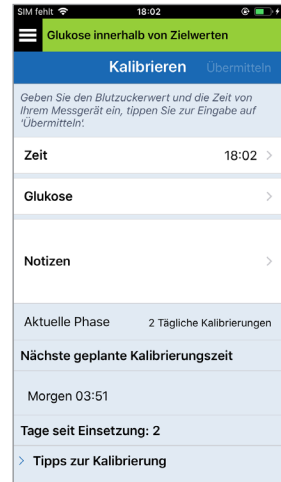 SIM fehlt 18:02
Glukose innerhalb von Zielwerten
Kalibrieren Übermitteln
Geben Sie den Blutzuckerwert und die Zeit von
Ihrem Messgerät ein, tippen Sie zur Eingabe auf
'Übermitteln'.
Zeit 18:02
Glukose
Notizen
Aktuelle Phase 2 Tägliche Kalibrierungen
Nächste geplante Kalibrierungszeit
Morgen 03:51
Tage seit Einsetzung: 2
Tipps zur Kalibrierung